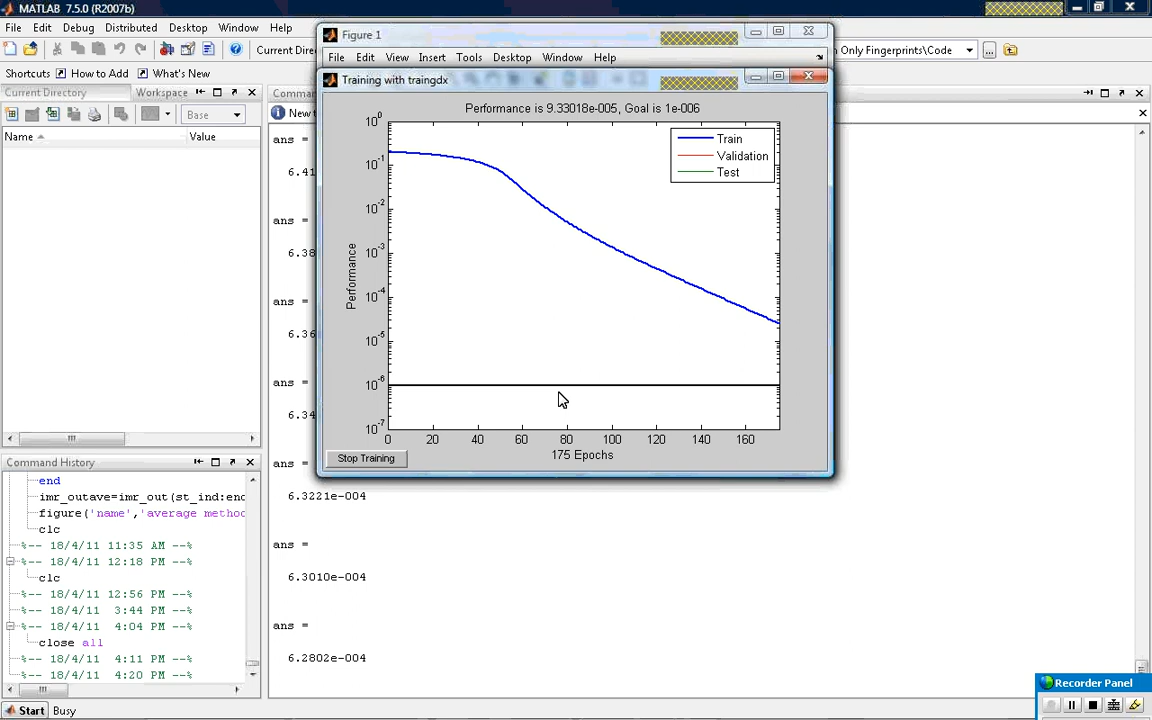 MATLAB 7.5.0 (R2007b)
File Edit Debug Distributed Desktop Window Help
Current Dire
Only Fingerprints\Code
Shortcuts How to Add What's New
Current Directory Workspace
Base
Name Value
Comman
New t
ans =
6.41
ans =
6.38
ans =
6.36
ans =
6.34
ans =
6.3221e-004
ans =
6.3010e-004
ans =
6.2802e-004
Figure 1
File Edit View Insert Tools Desktop Window Help
Training with traingdx
Performance is 9.33018e-005, Goal is 1e-006
Train
Validation
Test
10^0
10^-1
10^-2
10^-3
10^-4
10^-5
10^-6
10^-7
Performance
0 20 40 60 80 100 120 140 160
175 Epochs
Stop Training
Command History
end
imr_outave=imr_out(st_ind:enc
figure('name','average methoc
clc
%-- 18/4/11 11:35 AM --%
%-- 18/4/11 12:18 PM --%
clc
%-- 18/4/11 12:56 PM --%
%-- 18/4/11 3:44 PM --%
%-- 18/4/11 4:04 PM --%
close all
%-- 18/4/11 4:11 PM --%
%-- 18/4/11 4:20 PM --%
Start Busy
Recorder Panel